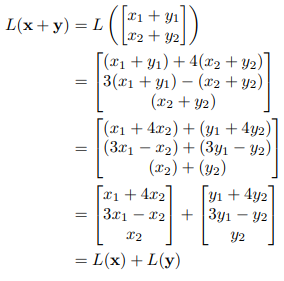 L(x + y) = L ([x₁ + y₁
x₂ + y₂])
= [(x₁ + y₁) + 4(x₂ + y₂)
3(x₁ + y₁) − (x₂ + y₂)
(x₂ + y₂)]
= [(x₁ + 4x₂) + (y₁ + 4y₂)
(3x₁ − x₂) + (3y₁ − y₂)
(x₂) + (y₂)]
= [x₁ + 4x₂
3x₁ − x₂
x₂] + [y₁ + 4y₂
3y₁ − y₂
y₂]
= L(x) + L(y)